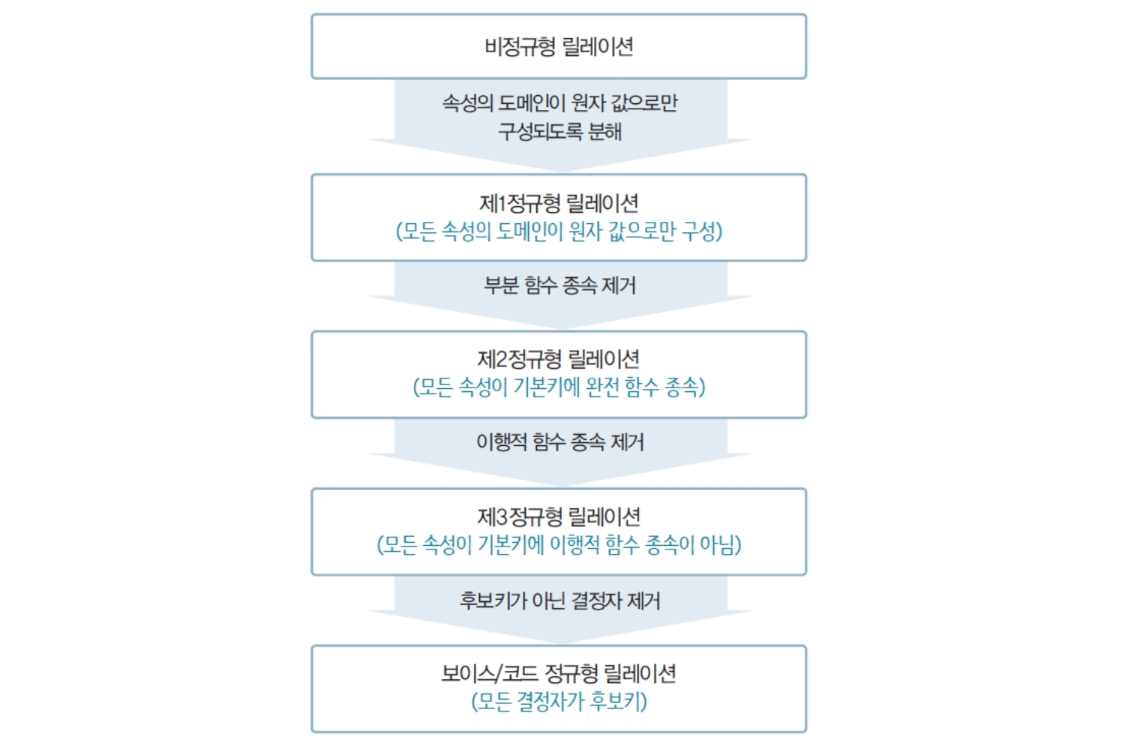 비정규형 릴레이션
속성의 도메인이 원자 값으로만
구성되도록 분해
제1정규형 릴레이션
(모든 속성의 도메인이 원자 값으로만 구성)
부분 함수 종속 제거
제2정규형 릴레이션
(모든 속성이 기본키에 완전 함수 종속)
이행적 함수 종속 제거
제3정규형 릴레이션
(모든 속성이 기본키에 이행적 함수 종속이 아님)
후보키가 아닌 결정자 제거
보이스/코드 정규형 릴레이션
(모든 결정자가 후보키)